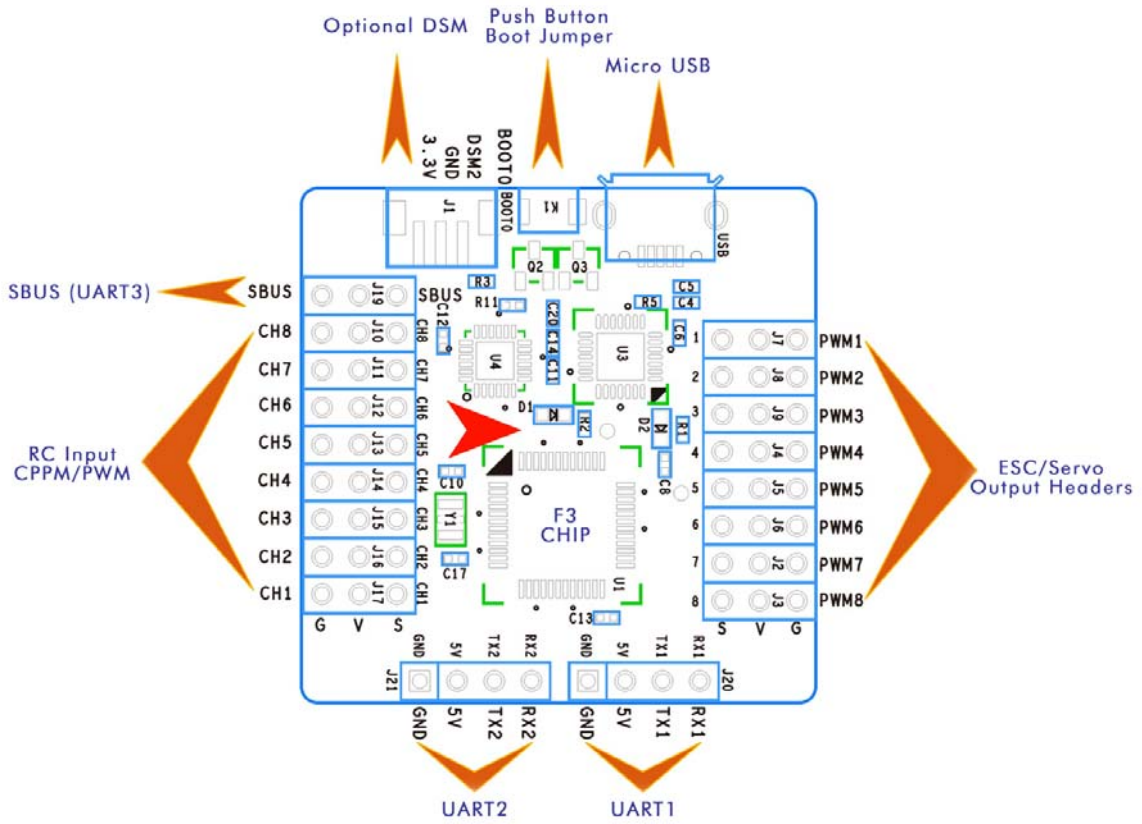 Optional DSM
Push Button
Boot Jumper
Micro USB
3.3V
GND
DSM2
BOOT0
J1
BOOT0
K1
USB
Q2
Q3
SBUS (UART3)
SBUS
J19
SBUS
R3
R11
C12
C20
C14
C11
R5
C5
C4
C6
U4
U3
CH8
J10
CH8
CH7
J11
CH7
CH6
J12
CH6
CH5
J13
CH5
CH4
J14
CH4
CH3
J15
CH3
CH2
J16
CH2
CH1
J17
CH1
G
V
S
RC Input
CPPM/PWM
D1
R2
D2
R1
C8
C10
Y1
C17
F3
CHIP
U1
C13
1
J7
PWM1
2
J8
PWM2
3
J9
PWM3
4
J4
PWM4
5
J5
PWM5
6
J6
PWM6
7
J2
PWM7
8
J3
PWM8
S
V
G
ESC/Servo
Output Headers
GND
5V
TX2
RX2
J21
GND
5V
TX2
RX2
GND
5V
TX1
RX1
J20
GND
5V
TX1
RX1
UART2
UART1